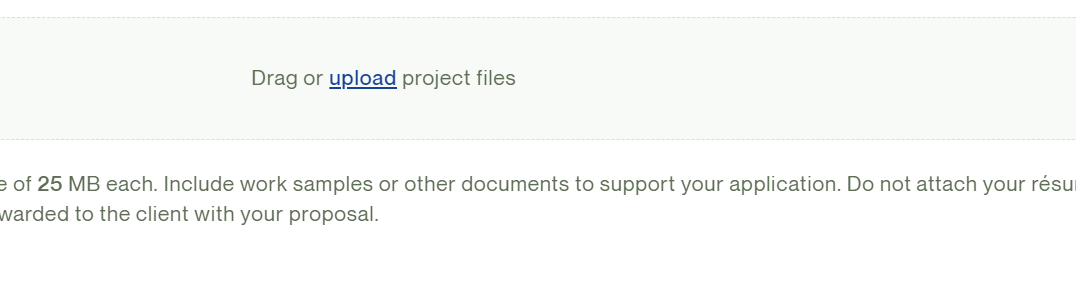 Drag or upload project files
e of 25 MB each. Include work samples or other documents to support your application. Do not attach your résu
warded to the client with your proposal.